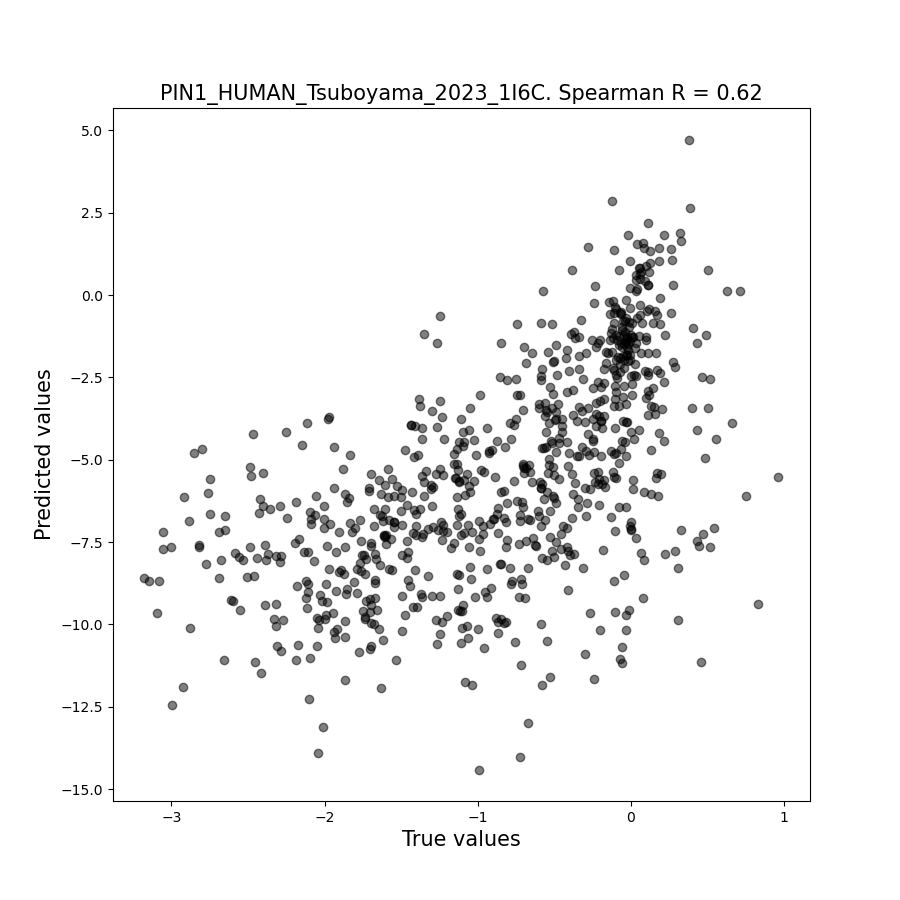 PIN1_HUMAN_Tsuboyama_2023_1I6C. Spearman R = 0.62
5.0
2.5
0.0
−2.5
−5.0
−7.5
−10.0
−12.5
−15.0
Predicted values
−3 −2 −1 0 1
True values